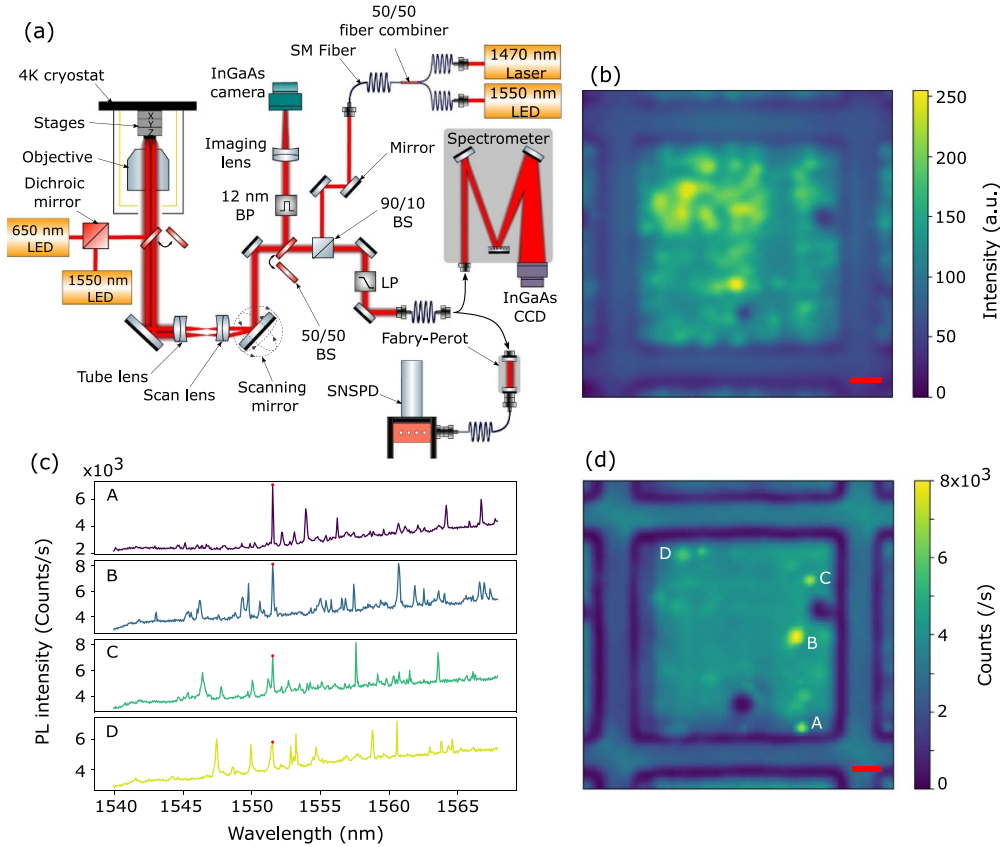 (a)
50/50
fiber combiner
SM Fiber
1470 nm
Laser
1550 nm
LED
4K cryostat
InGaAs
camera
Stages
X
Y
Z
Objective
Imaging
lens
Mirror
Spectrometer
Dichroic
mirror
12 nm
BP
90/10
BS
650 nm
LED
1550 nm
LED
LP
InGaAs
CCD
50/50
BS
Fabry-Perot
Tube lens
Scan lens
Scanning
mirror
SNSPD
(b)
250
200
150
100
50
0
Intensity (a.u.)
(c)
x10³
A
6
4
2
B
8
6
4
C
8
6
4
D
6
4
1540
1545
1550
1555
1560
1565
PL intensity (Counts/s)
Wavelength (nm)
(d)
D
C
B
A
8x10³
6
4
2
0
Counts (/s)